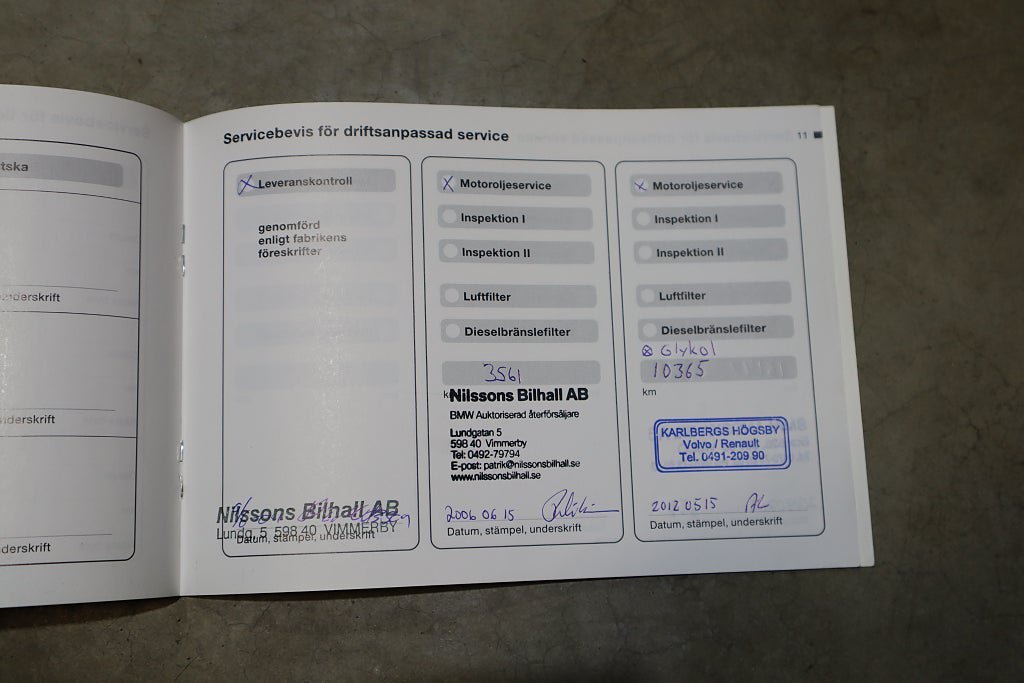 tska
underskrift
underskrift
nderskrift
Servicebevis för driftsanpassad service
11
X Leveranskontroll
genomförd
enligt fabrikens
föreskrifter
Nilssons Bilhall AB
Lundg. 5 598 40 VIMMERBY
Datum, stämpel, underskrift
X Motoroljeservice
Inspektion I
Inspektion II
Luftfilter
Dieselbränslefilter
3561
Nilssons Bilhall AB
BMW Auktoriserad återförsäljare
Lundgatan 5
598 40 Vimmerby
Tel: 0492-79794
E-post: patrik@nilssonsbilhall.se
www.nilssonsbilhall.se
2006 06 15
Datum, stämpel, underskrift
X Motoroljeservice
Inspektion I
Inspektion II
Luftfilter
Dieselbränslefilter
⊗ Glykol
10365
km
KARLBERGS HÖGSBY
Volvo / Renault
Tel. 0491-209 90
2012 05 15
Datum, stämpel, underskrift